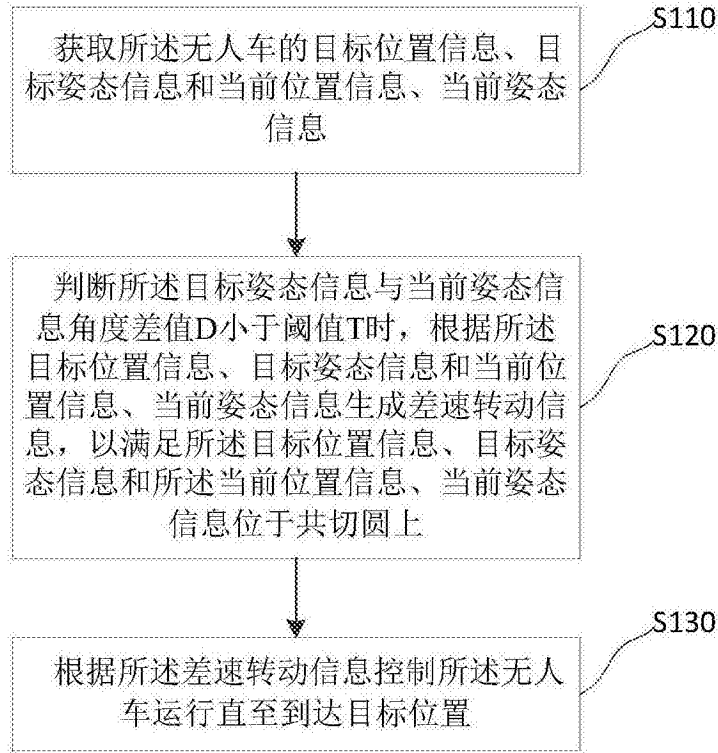 S110
获取所述无人车的目标位置信息、目
标姿态信息和当前位置信息、当前姿态
信息
S120
判断所述目标姿态信息与当前姿态信
息角度差值D小于阈值T时，根据所述
目标位置信息、目标姿态信息和当前位
置信息、当前姿态信息生成差速转动信
息，以满足所述目标位置信息、目标姿
态信息和所述当前位置信息、当前姿态
信息位于共切圆上
S130
根据所述差速转动信息控制所述无人
车运行直至到达目标位置